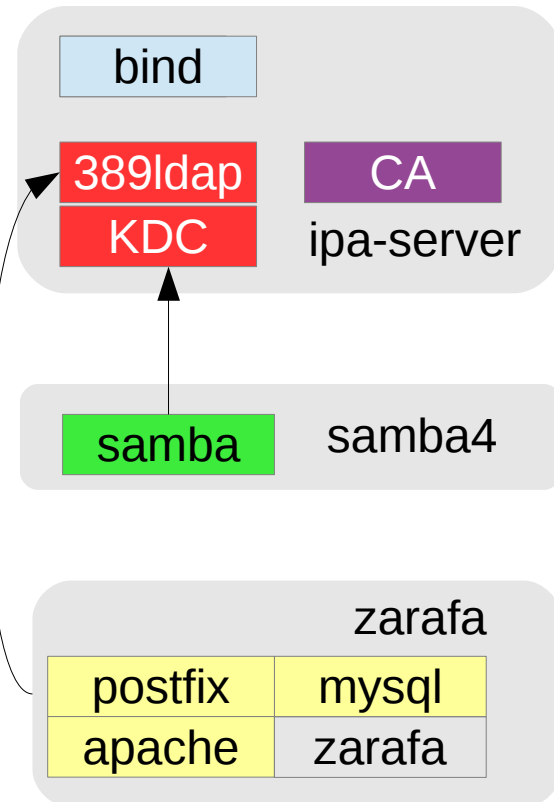 bind
389ldap
CA
KDC
ipa-server
samba
samba4
zarafa
postfix
mysql
apache
zarafa